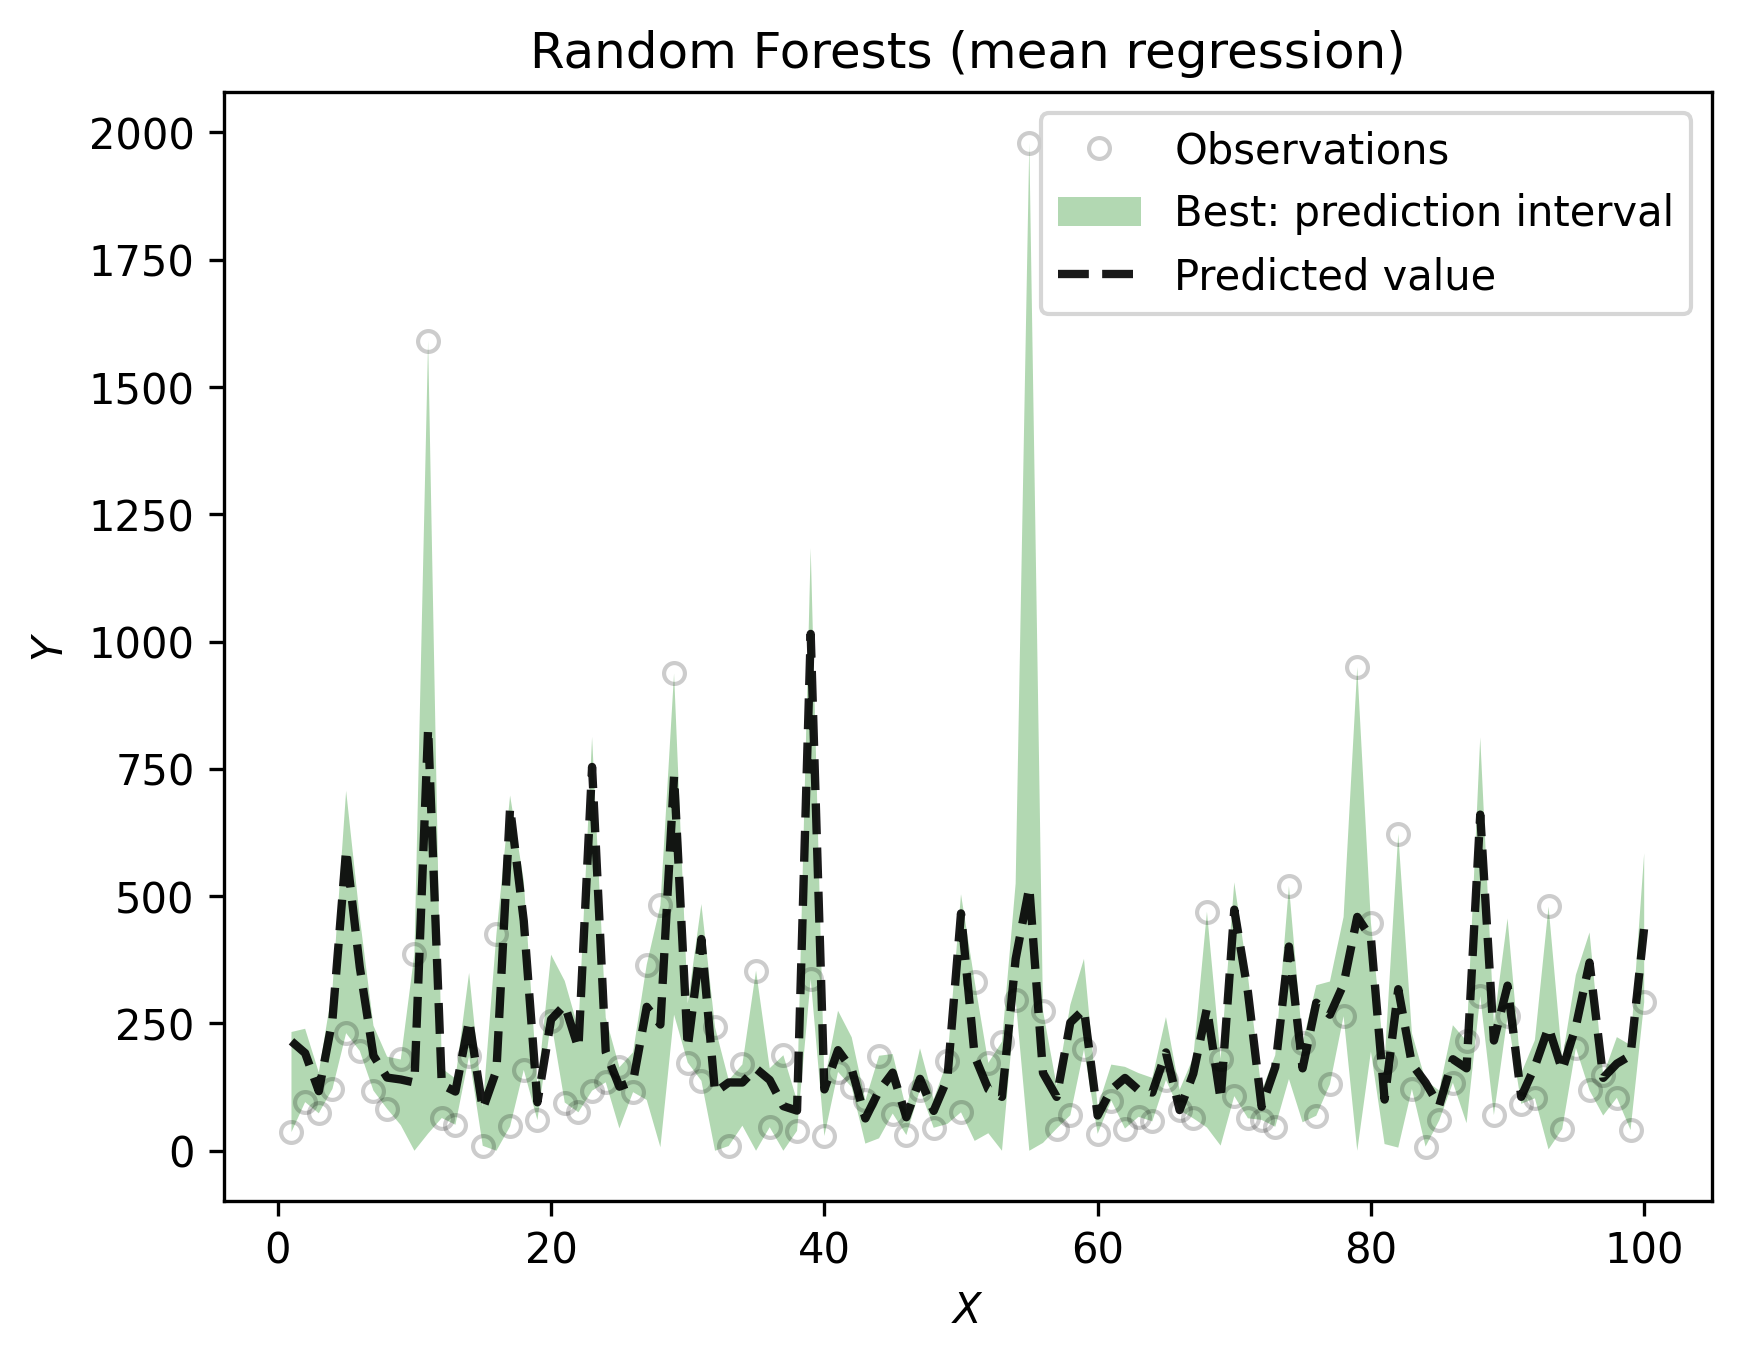 Random Forests (mean regression)
Observations
Best: prediction interval
Predicted value
2000
1750
1500
1250
1000
750
500
250
0
Y
0 20 40 60 80 100
X